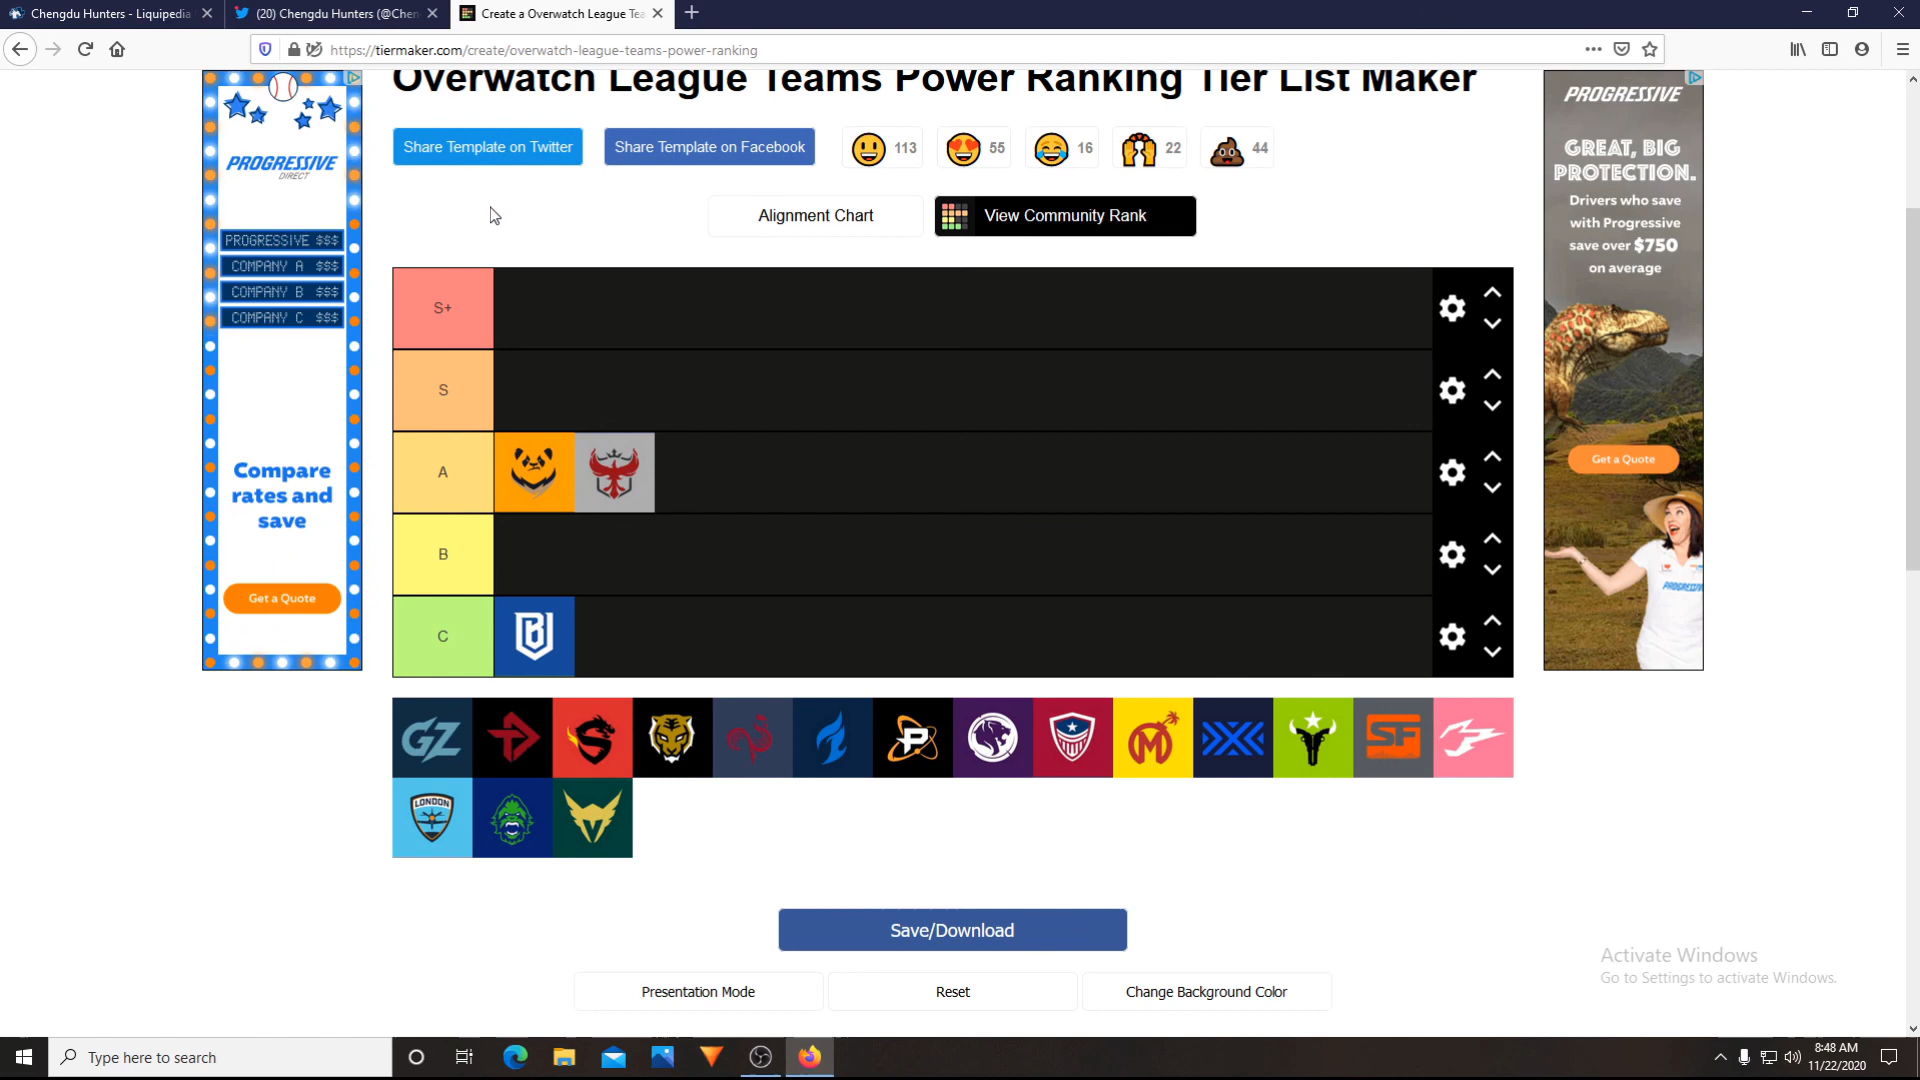 Chengdu Hunters - Liquipedia
(20) Chengdu Hunters (@Chen
Create a Overwatch League Tea
https://tiermaker.com/create/overwatch-league-teams-power-ranking
Overwatch League Teams Power Ranking Tier List Maker
Share Template on Twitter
Share Template on Facebook
113
55
16
22
44
Alignment Chart
View Community Rank
PROGRESSIVE
DIRECT
PROGRESSIVE $$$
COMPANY A $$$
COMPANY B $$$
COMPANY C $$$
Compare
rates and
save
Get a Quote
S+
S
A
B
C
GZ
P
M
SF
LONDON
PROGRESSIVE
GREAT, BIG
PROTECTION.
Drivers who save
with Progressive
save over $750
on average
Get a Quote
PROGRESSIVE
Save/Download
Presentation Mode
Reset
Change Background Color
Activate Windows
Go to Settings to activate Windows.
Type here to search
8:48 AM
11/22/2020